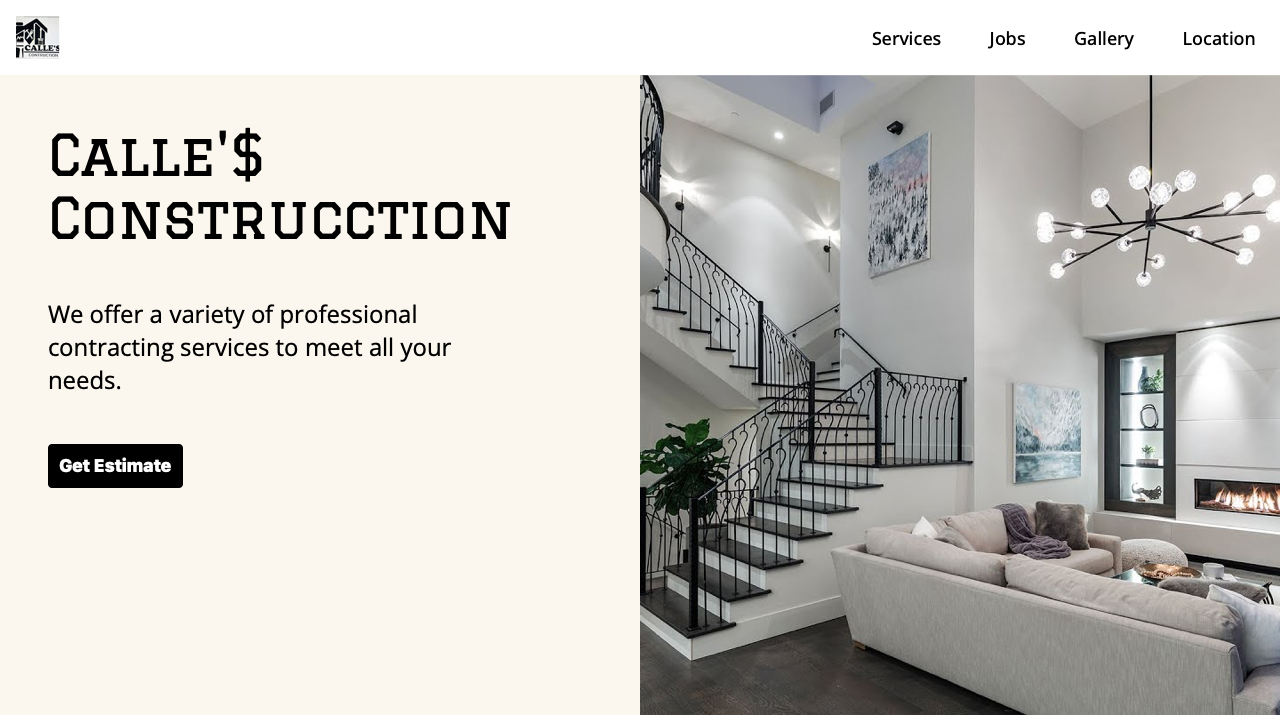 CALLE'S
CONSTRUCTION
Services
Jobs
Gallery
Location
Calle'$
Construcction
We offer a variety of professional
contracting services to meet all your
needs.
Get Estimate